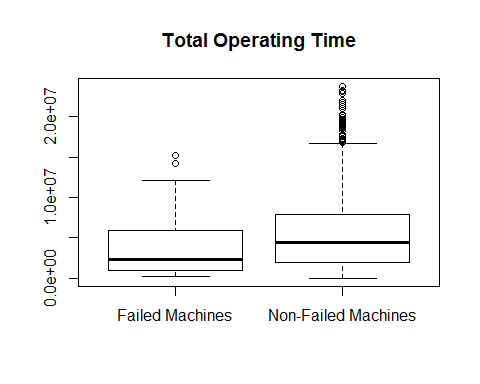 Total Operating Time
2.0e+07
1.0e+07
0.0e+00
Failed Machines
Non-Failed Machines